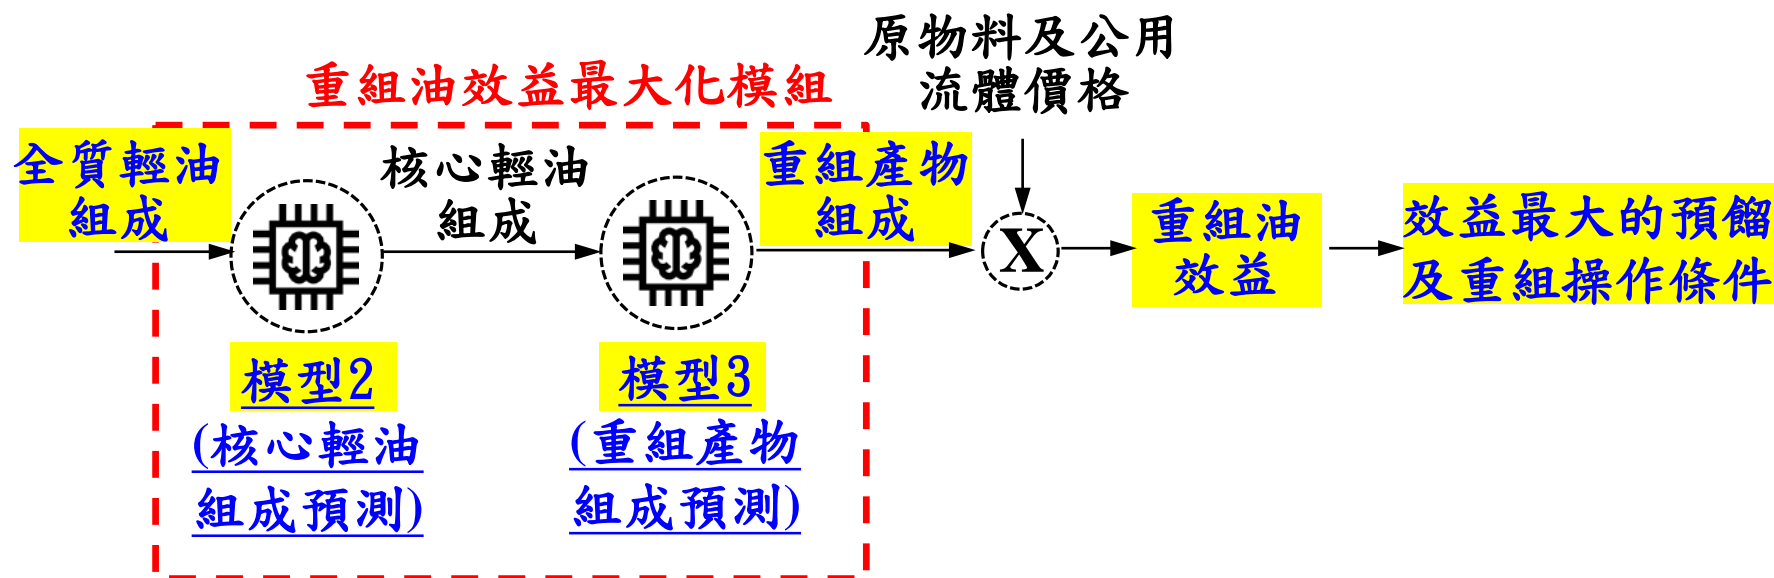 原物料及公用
流體價格
重組油效益最大化模組
全質輕油
組成
核心輕油
組成
重組產物
組成
X
重組油
效益
效益最大的預餾
及重組操作條件
模型2
(核心輕油
組成預測)
模型3
(重組產物
組成預測)